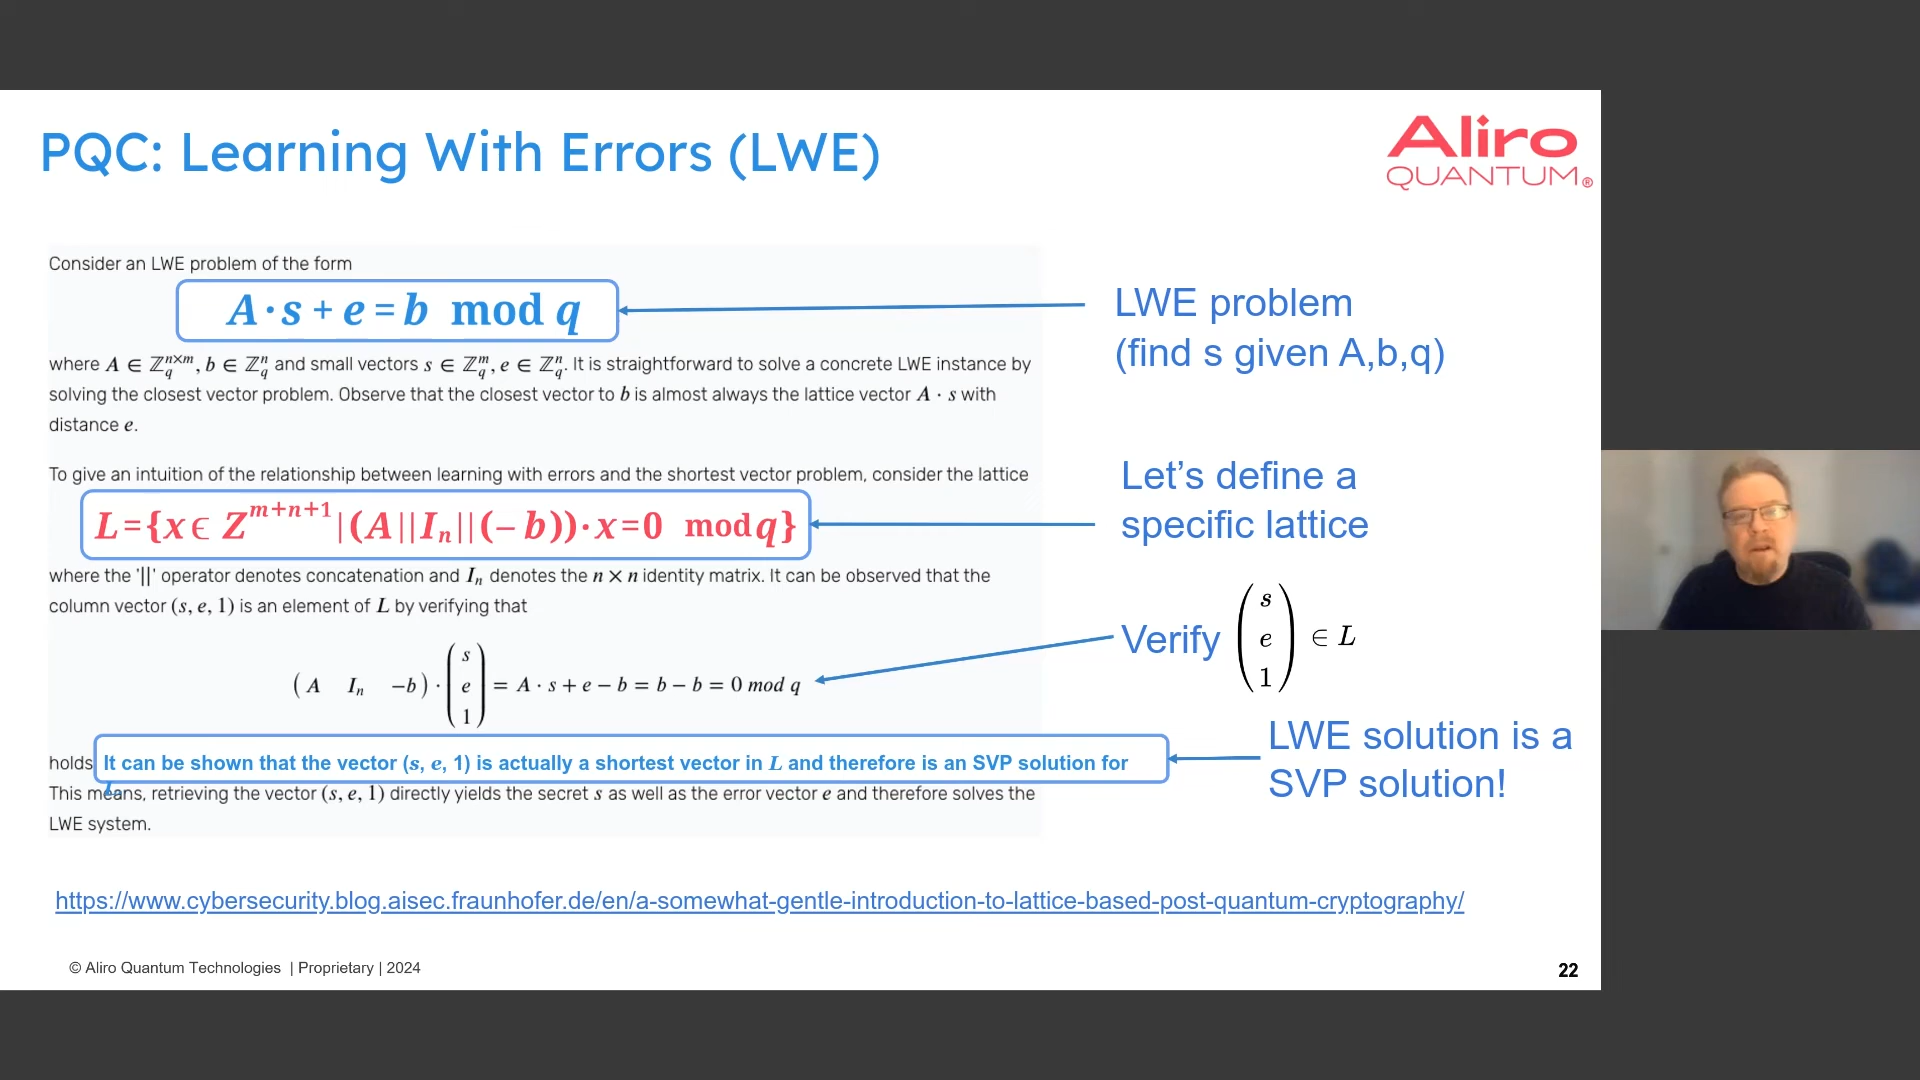 PQC: Learning With Errors (LWE)
Aliro
QUANTUM®
Consider an LWE problem of the form
A · s + e = b mod q
LWE problem
(find s given A,b,q)
where A ∈ ℤ_q^{n×m}, b ∈ ℤ_q^n and small vectors s ∈ ℤ_q^m, e ∈ ℤ_q^n. It is straightforward to solve a concrete LWE instance by
solving the closest vector problem. Observe that the closest vector to b is almost always the lattice vector A · s with
distance e.
To give an intuition of the relationship between learning with errors and the shortest vector problem, consider the lattice
L={x∈ Z^{m+n+1}|(A||I_n||(−b))·x=0 mod q}
Let’s define a
specific lattice
where the '||' operator denotes concatenation and I_n denotes the n × n identity matrix. It can be observed that the
column vector (s, e, 1) is an element of L by verifying that
( A I_n −b ) · ( s e 1 ) = A · s + e − b = b − b = 0 mod q
Verify ( s e 1 ) ∈ L
holds It can be shown that the vector (s, e, 1) is actually a shortest vector in L and therefore is an SVP solution for
This means, retrieving the vector (s, e, 1) directly yields the secret s as well as the error vector e and therefore solves the
LWE system.
LWE solution is a
SVP solution!
https://www.cybersecurity.blog.aisec.fraunhofer.de/en/a-somewhat-gentle-introduction-to-lattice-based-post-quantum-cryptography/
© Aliro Quantum Technologies | Proprietary | 2024
22